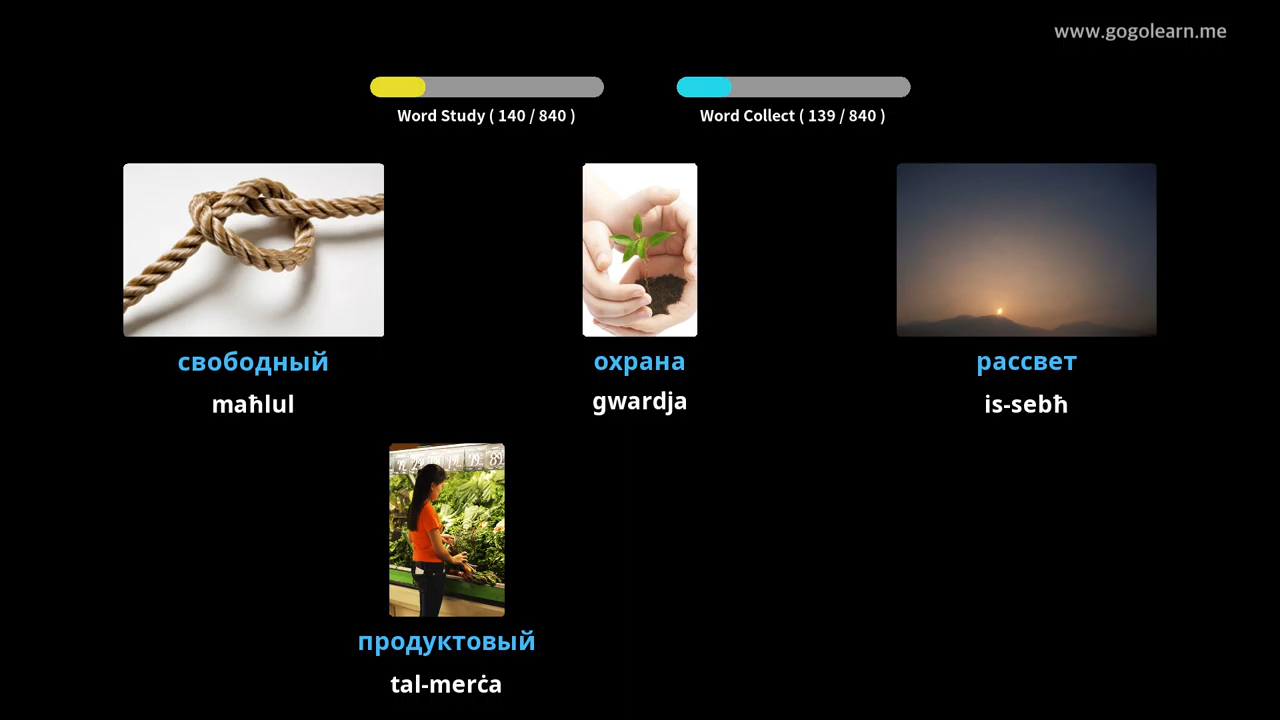 www.gogolearn.me
Word Study ( 140 / 840 )
Word Collect ( 139 / 840 )
свободный
maħlul
охрана
gwardja
рассвет
is-sebħ
продуктовый
tal-merċa